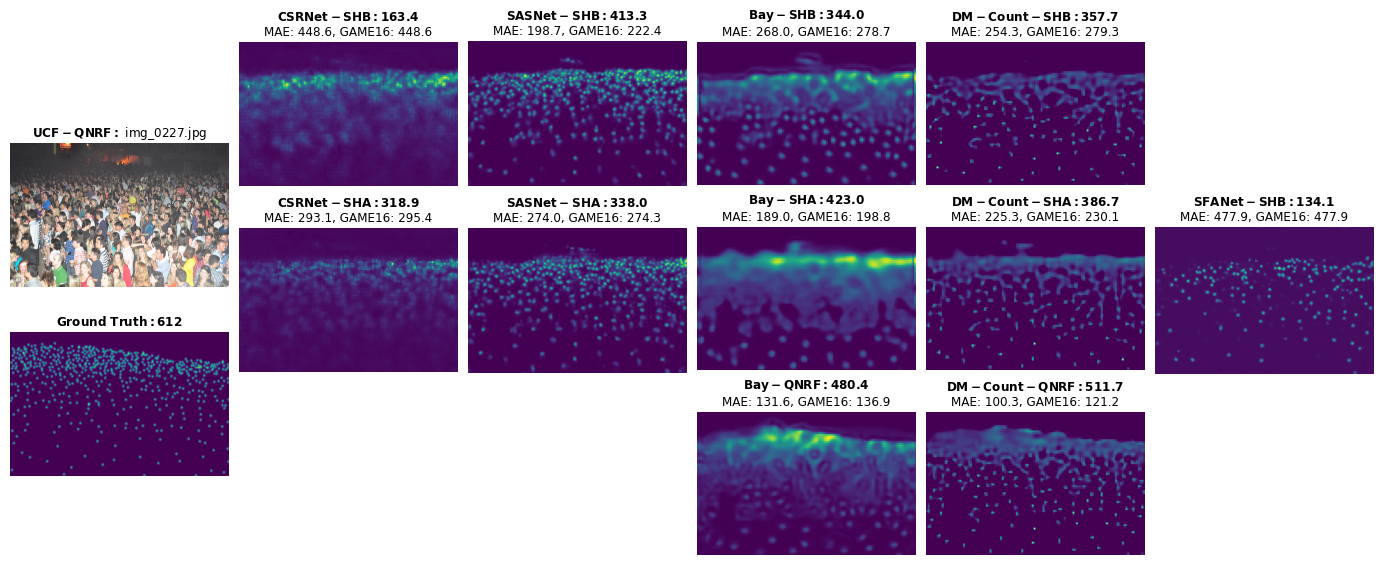 UCF − QNRF: img_0227.jpg
Ground Truth: 612
CSRNet − SHB: 163.4
MAE: 448.6, GAME16: 448.6
CSRNet − SHA: 318.9
MAE: 293.1, GAME16: 295.4
SASNet − SHB: 413.3
MAE: 198.7, GAME16: 222.4
SASNet − SHA: 338.0
MAE: 274.0, GAME16: 274.3
Bay − SHB: 344.0
MAE: 268.0, GAME16: 278.7
Bay − SHA: 423.0
MAE: 189.0, GAME16: 198.8
Bay − QNRF: 480.4
MAE: 131.6, GAME16: 136.9
DM − Count − SHB: 357.7
MAE: 254.3, GAME16: 279.3
DM − Count − SHA: 386.7
MAE: 225.3, GAME16: 230.1
DM − Count − QNRF: 511.7
MAE: 100.3, GAME16: 121.2
SFANet − SHB: 134.1
MAE: 477.9, GAME16: 477.9